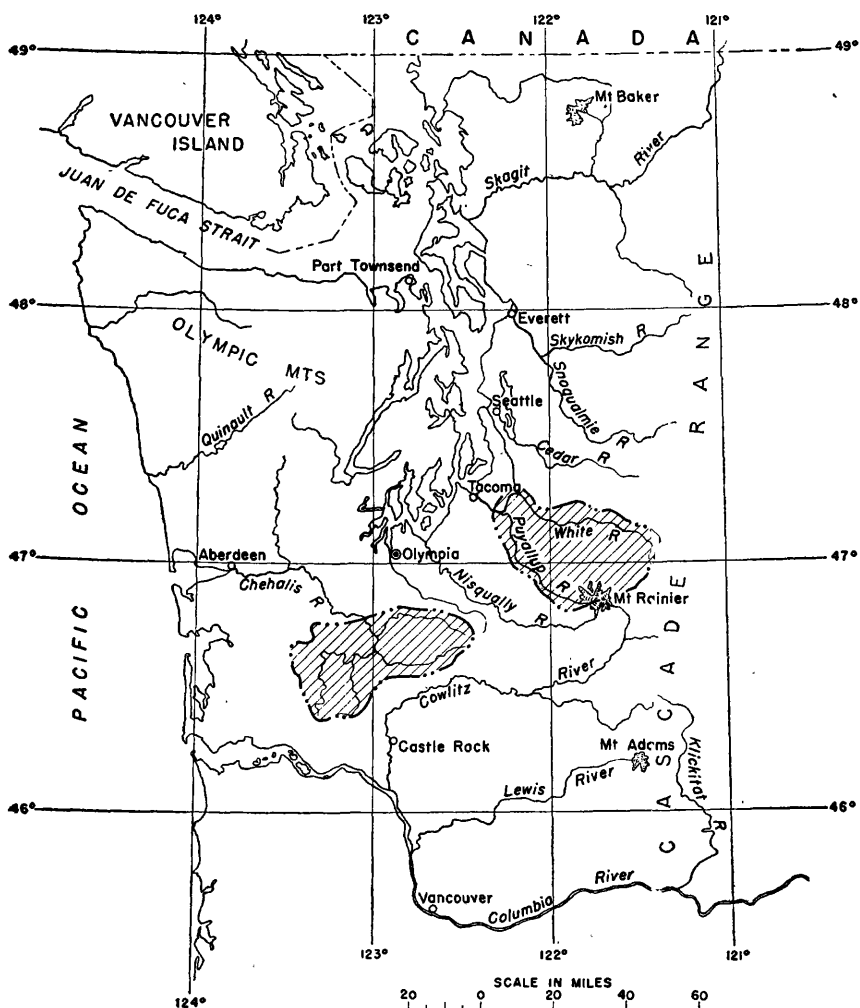 124° 123° 122° 121°
C A N A D A
49° 49°
Mt Baker
VANCOUVER
ISLAND
River
Skagit
JUAN DE FUCA STRAIT
Part Townsend
48° 48°
Everett
OLYMPIC MTS
Skykomish R
Snoqualmie R
Quinault R
Seattle
Cedar R
Tacoma
White R
Puyallup R
47° 47°
Aberdeen
Olympia
Chehalis R
Nisqually R
Mt Rainier
PACIFIC OCEAN
CASCADE RANGE
Cowlitz River
Castle Rock
Mt Adams
Klickitat R
Lewis River
46° 46°
Vancouver
Columbia River
124° 123° 122° 121°
SCALE IN MILES
20 0 20 40 60